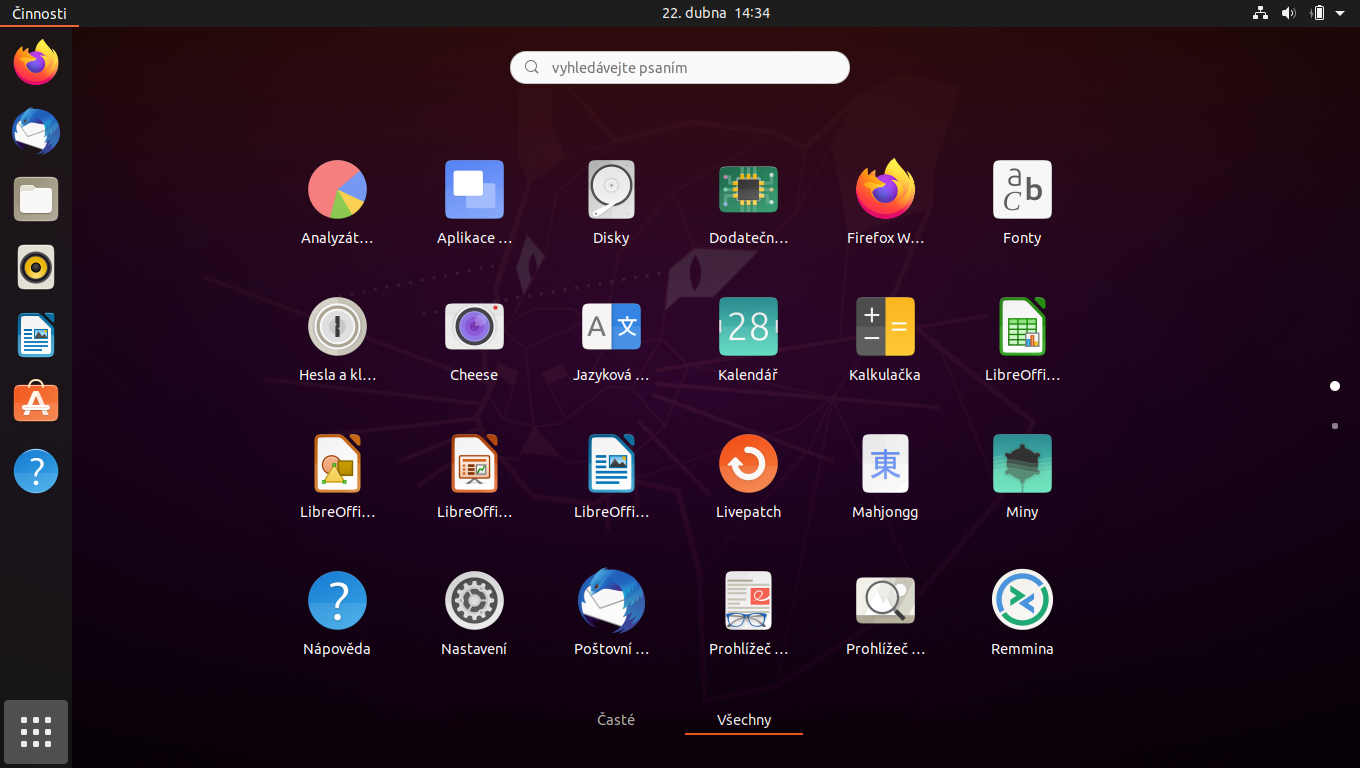 Činnosti
22. dubna 14:34
vyhledávejte psaním
Analyzát…
Aplikace …
Disky
Dodatečn…
Firefox W…
Fonty
Hesla a kl…
Cheese
Jazyková …
Kalendář
Kalkulačka
LibreOffi…
LibreOffi…
LibreOffi…
LibreOffi…
Livepatch
Mahjongg
Miny
Nápověda
Nastavení
Poštovní …
Prohlížeč …
Prohlížeč …
Remmina
Časté
Všechny